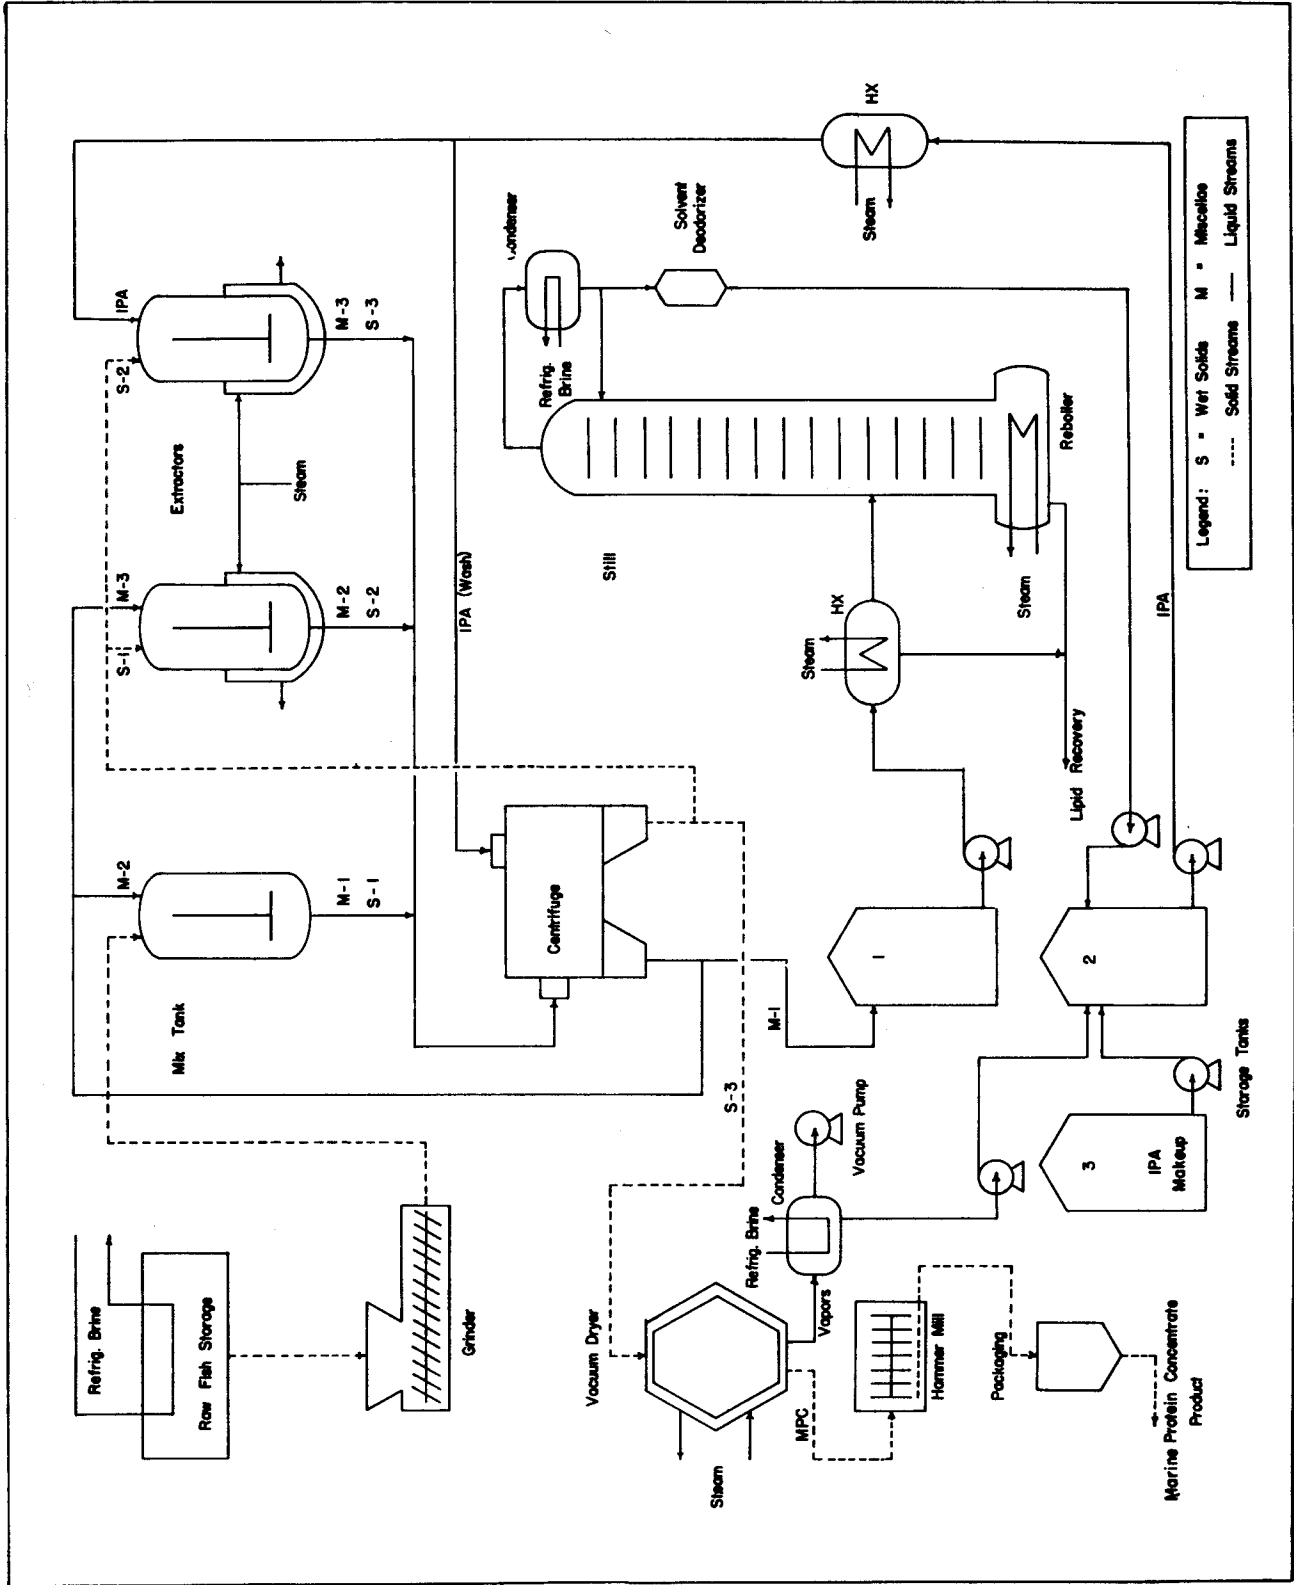 Refrig. Brine
Raw Fish Storage
Grinder
Mix Tank
M-2
M-1
S-1
S-1
M-3
M-2
S-2
Extractors
Steam
S-2
IPA
M-3
S-3
IPA (Wash)
Centrifuge
Condenser
Refrig.
Brine
Solvent
Deodorizer
Still
Steam
HX
Steam
HX
Steam
Reboiler
Lipid Recovery
IPA
Vacuum Dryer
S-3
M-1
Steam
MPC
Vapors
Refrig. Brine
Condenser
Vacuum Pump
Hammer Mill
Packaging
Marine Protein Concentrate
Product
1
2
3
IPA
Makeup
Storage Tanks
Legend: S = Wet Solids M = Miscellae
---- Solid Streams —— Liquid Streams